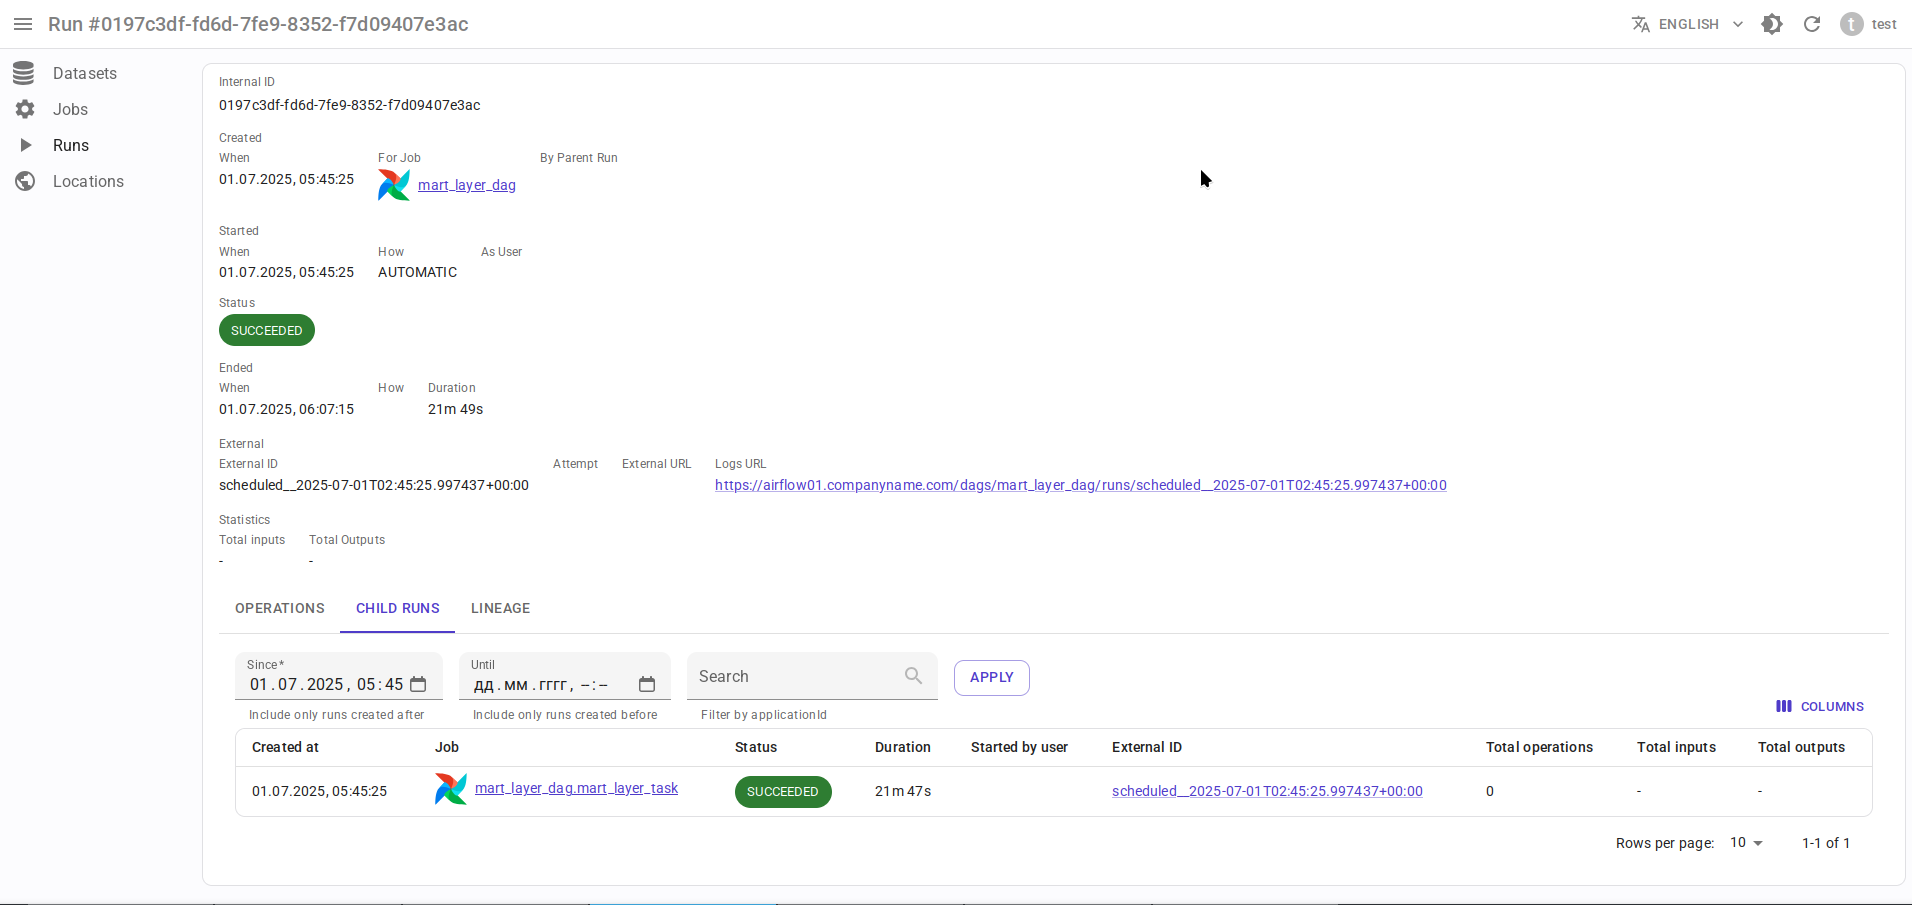 Run #0197c3df-fd6d-7fe9-8352-f7d09407e3ac
ENGLISH
t
test
Datasets
Jobs
Runs
Locations
Internal ID
0197c3df-fd6d-7fe9-8352-f7d09407e3ac
Created
When For Job By Parent Run
01.07.2025, 05:45:25 mart_layer_dag
Started
When How As User
01.07.2025, 05:45:25 AUTOMATIC
Status
SUCCEEDED
Ended
When How Duration
01.07.2025, 06:07:15 21m 49s
External
External ID Attempt External URL Logs URL
scheduled__2025-07-01T02:45:25.997437+00:00 https://airflow01.companyname.com/dags/mart_layer_dag/runs/scheduled__2025-07-01T02:45:25.997437+00:00
Statistics
Total inputs Total Outputs
- -
OPERATIONS CHILD RUNS LINEAGE
Since* Until
01.07.2025, 05:45 дд.мм.гггг, --:-- Search APPLY
Include only runs created after Include only runs created before Filter by applicationId
COLUMNS
Created at Job Status Duration Started by user External ID Total operations Total inputs Total outputs
01.07.2025, 05:45:25 mart_layer_dag.mart_layer_task SUCCEEDED 21m 47s scheduled__2025-07-01T02:45:25.997437+00:00 0 - -
Rows per page: 10 1-1 of 1